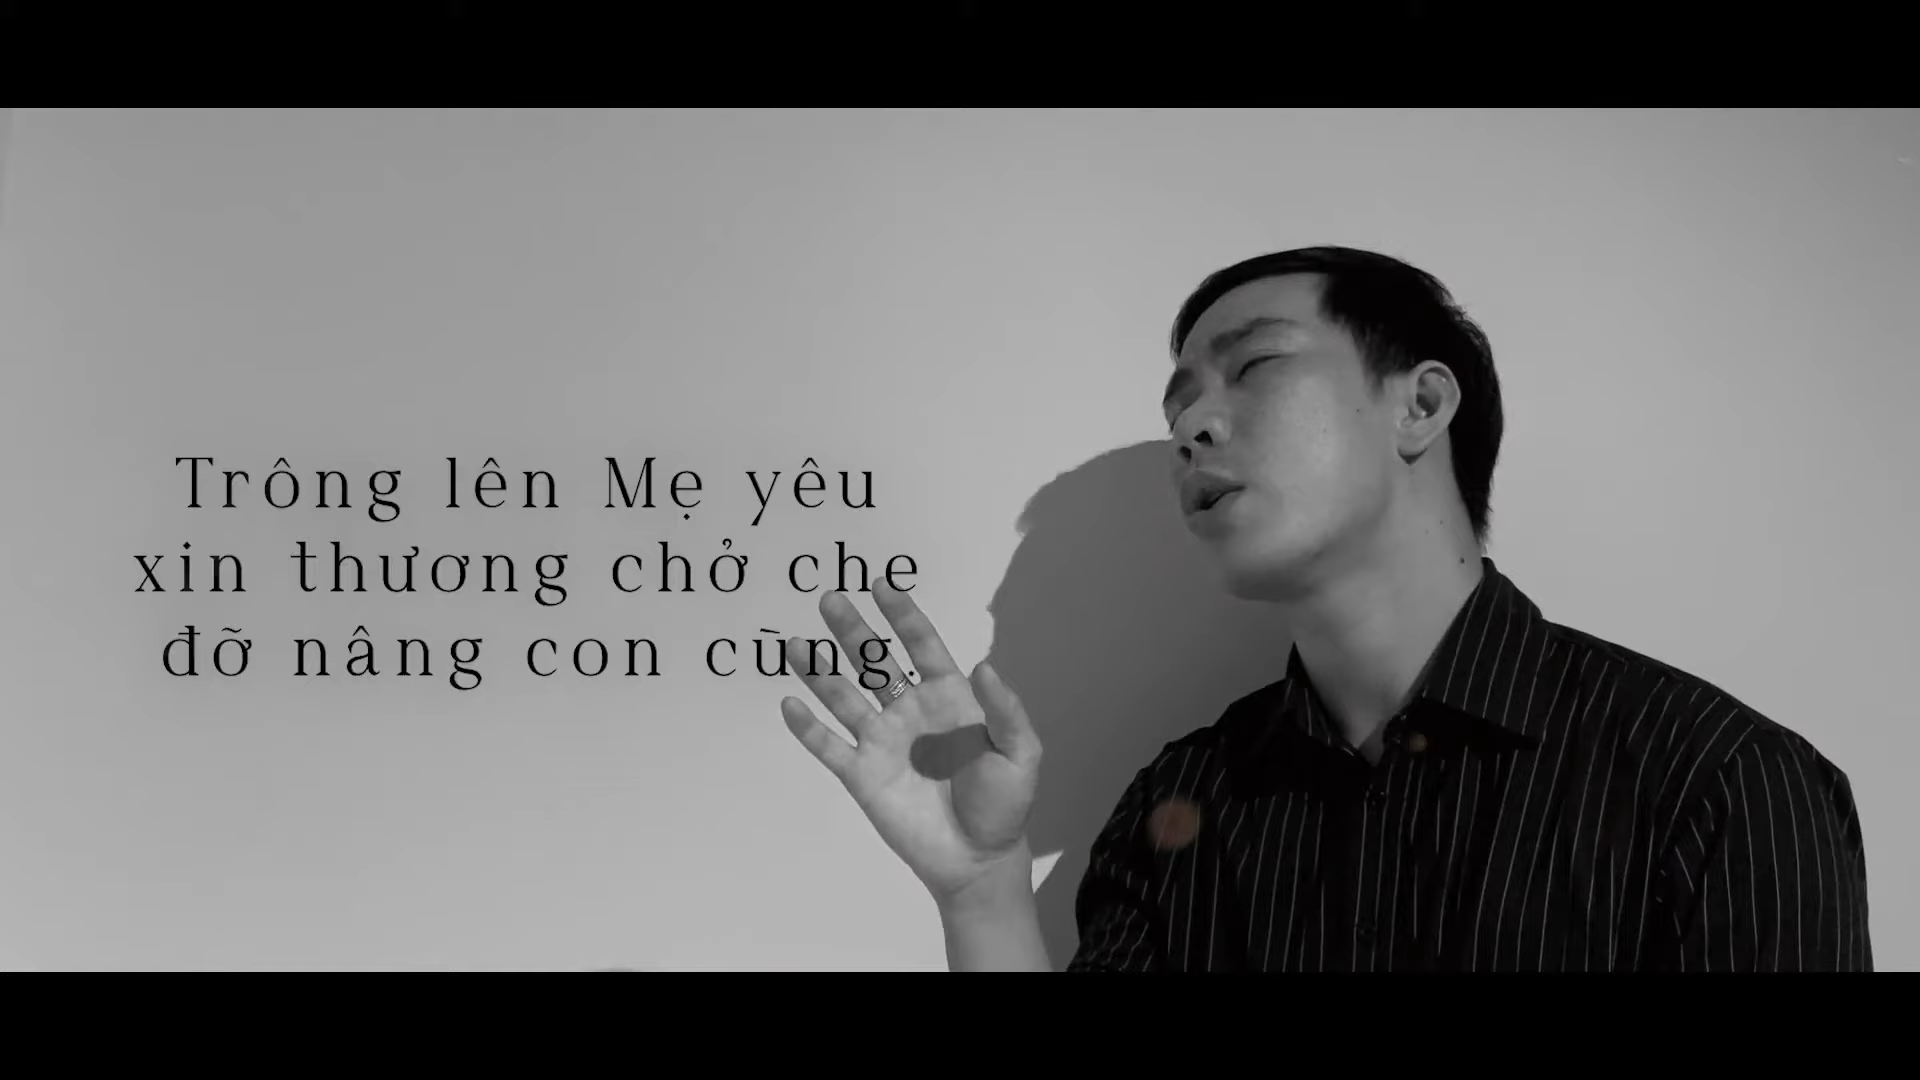 Trông lên Mẹ yêu
xin thương chở che
đỡ nâng con cùng.